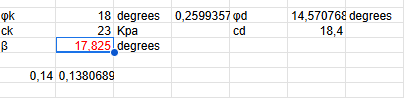 φk 18 degrees 0,2599357 φd 14,570768 degrees
ck 23 Kpa cd 18,4
β 17,825 degrees
0,14 0,1380689